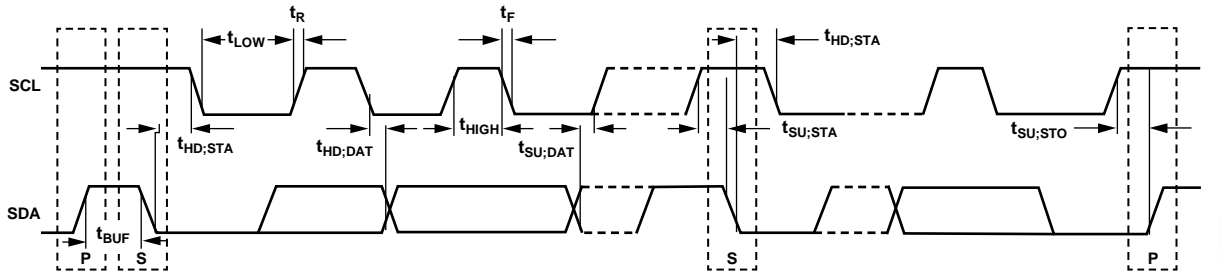 tR
tF
tLOW
tHD;STA
SCL
tHD;STA
tHD;DAT
tHIGH
tSU;DAT
tSU;STA
tSU;STO
SDA
tBUF
P
S
S
P